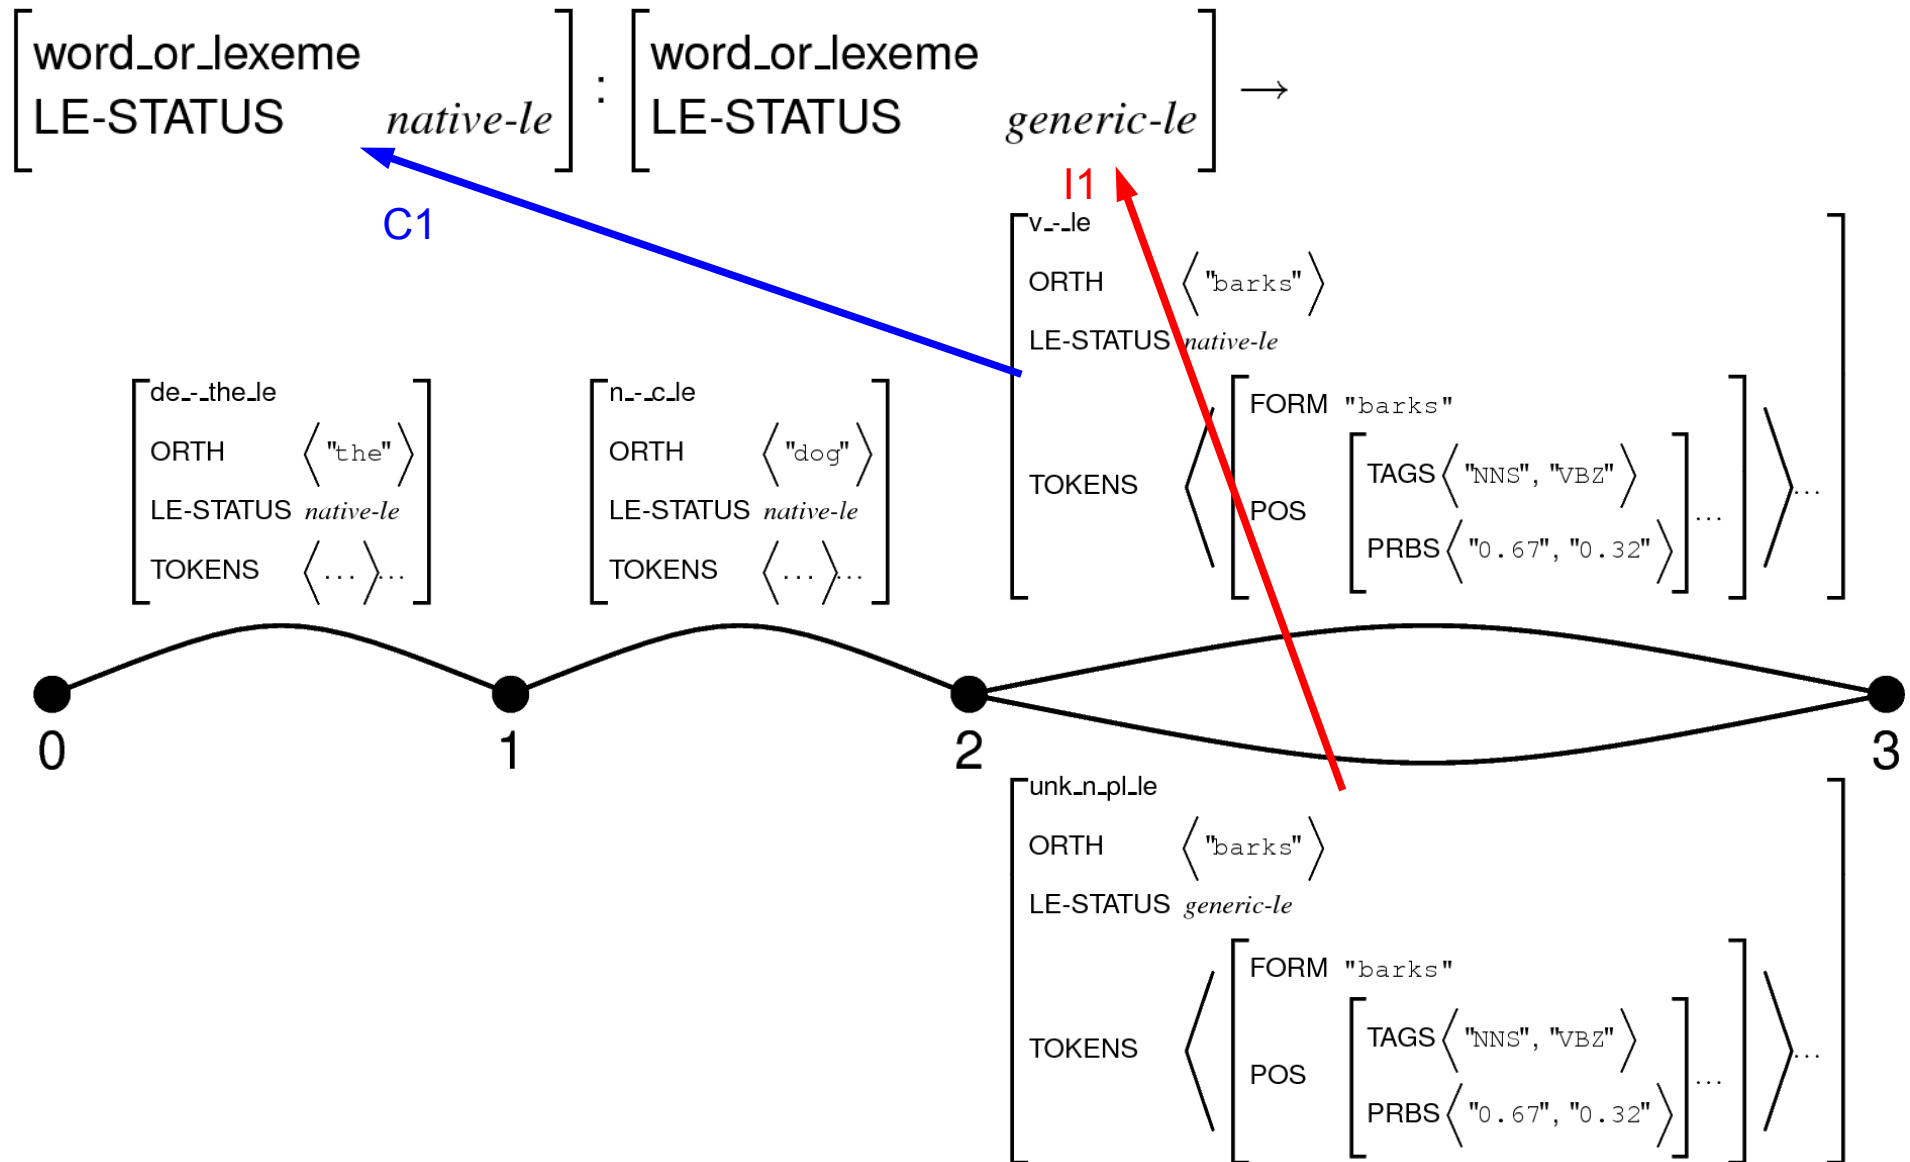 word_or_lexeme
LE-STATUS native-le
:
word_or_lexeme
LE-STATUS generic-le
→
C1
I1
v_-_le
ORTH ⟨"barks"⟩
LE-STATUS native-le
TOKENS ⟨
FORM "barks"
POS
TAGS ⟨"NNS", "VBZ"⟩
PRBS ⟨"0.67", "0.32"⟩
...
⟩...
de_-_the_le
ORTH ⟨"the"⟩
LE-STATUS native-le
TOKENS ⟨...⟩...
n_-_c_le
ORTH ⟨"dog"⟩
LE-STATUS native-le
TOKENS ⟨...⟩...
0 1 2 3
unk_n_pl_le
ORTH ⟨"barks"⟩
LE-STATUS generic-le
TOKENS ⟨
FORM "barks"
POS
TAGS ⟨"NNS", "VBZ"⟩
PRBS ⟨"0.67", "0.32"⟩
...
⟩...